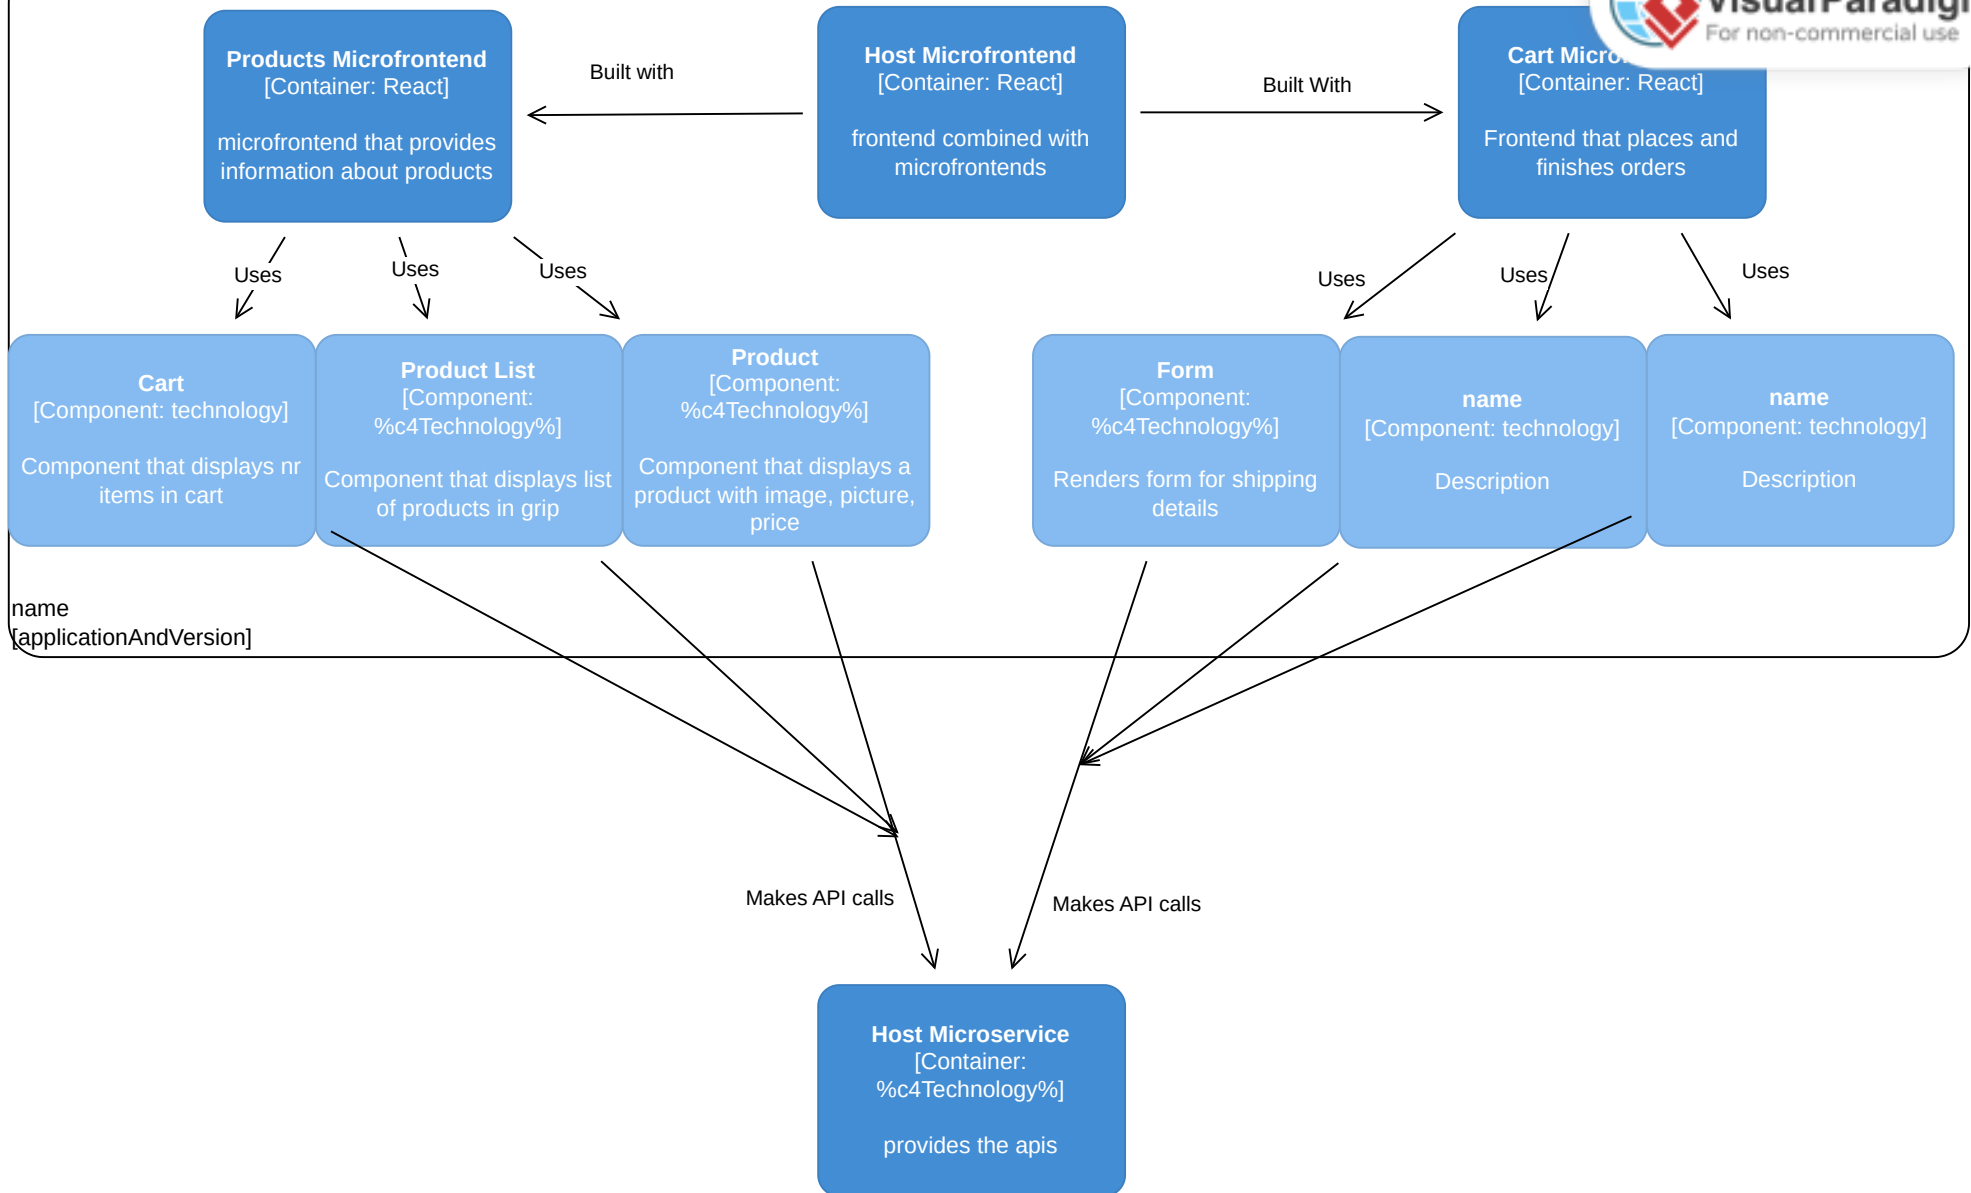 VisualParadigm
For non-commercial use
Products Microfrontend
[Container: React]
microfrontend that provides
information about products
Built with
Host Microfrontend
[Container: React]
frontend combined with
microfrontends
Built With
Cart Micro
[Container: React]
Frontend that places and
finishes orders
Uses
Uses
Uses
Uses
Uses
Uses
Cart
[Component: technology]
Component that displays nr
items in cart
Product List
[Component:
%c4Technology%]
Component that displays list
of products in grip
Product
[Component:
%c4Technology%]
Component that displays a
product with image, picture,
price
Form
[Component:
%c4Technology%]
Renders form for shipping
details
name
[Component: technology]
Description
name
[Component: technology]
Description
name
[applicationAndVersion]
Makes API calls
Makes API calls
Host Microservice
[Container:
%c4Technology%]
provides the apis